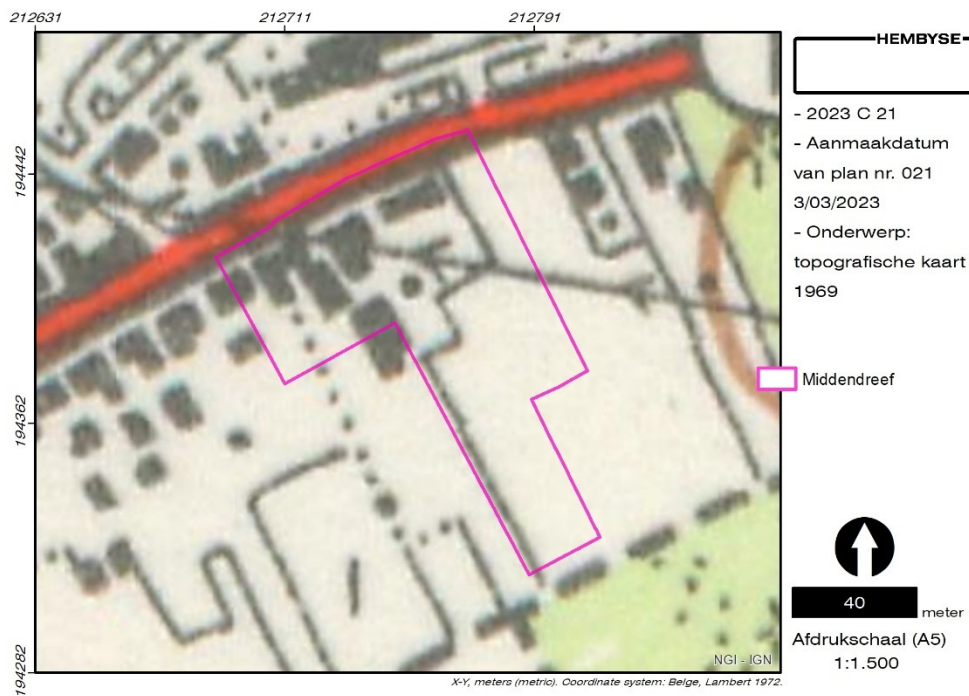 212631
212711
212791
194442
194362
194282
HEMBYSE
- 2023 C 21
- Aanmaakdatum
van plan nr. 021
3/03/2023
- Onderwerp:
topografische kaart
1969
Middendreef
40 meter
Afdrukschaal (A5)
1:1.500
NGI - IGN
X-Y, meters (metric). Coordinate system: Belge, Lambert 1972.